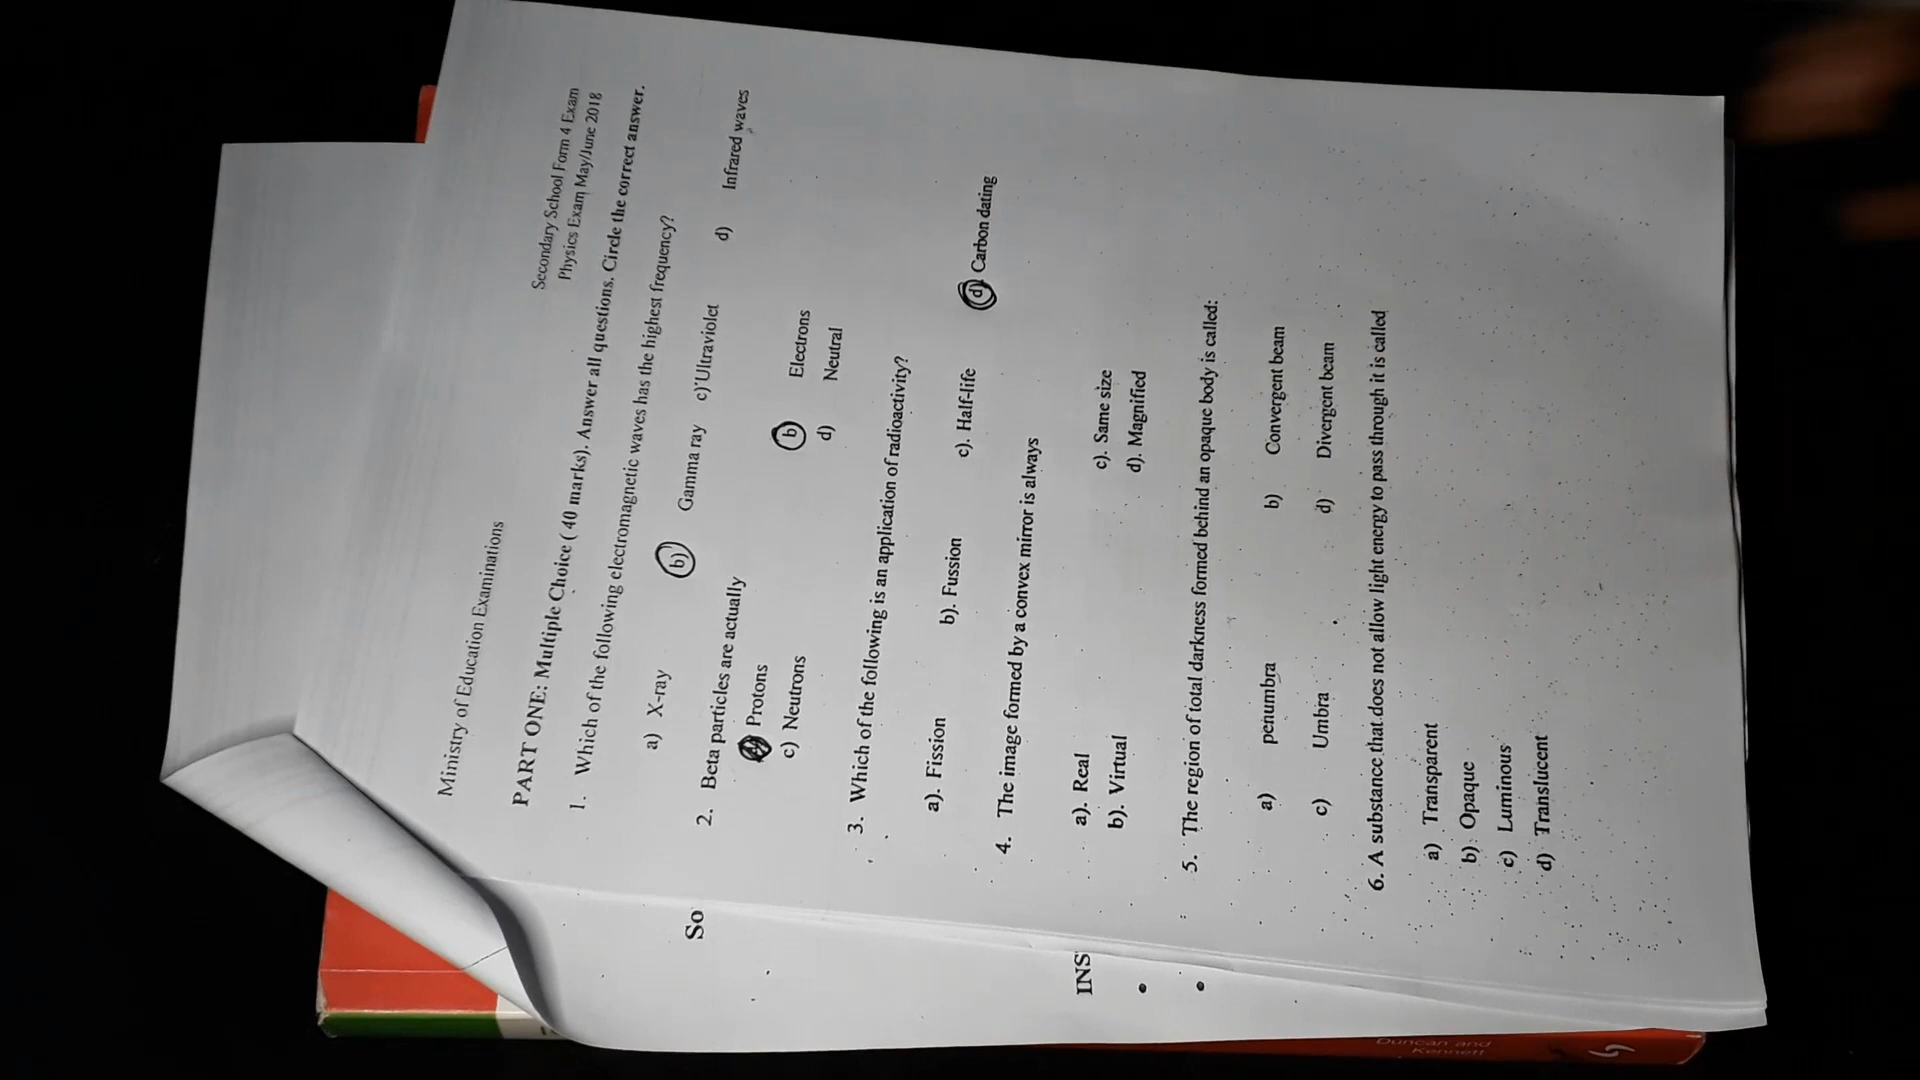 Ministry of Education Examinations
Secondary School Form 4 Exam
Physics Exam May/June 2018
PART ONE: Multiple Choice ( 40 marks). Answer all questions. Circle the correct answer.
1. Which of the following electromagnetic waves has the highest frequency?
a) X-ray b) Gamma ray c) Ultraviolet d) Infrared waves
2. Beta particles are actually
Protons b Electrons
c) Neutrons d) Neutral
3. Which of the following is an application of radioactivity?
a). Fission b). Fussion c). Half-life d) Carbon dating
4. The image formed by a convex mirror is always
a). Real c). Same size
b). Virtual d). Magnified
5. The region of total darkness formed behind an opaque body is called:
a) penumbra b) Convergent beam
c) Umbra d) Divergent beam
6. A substance that does not allow light energy to pass through it is called
a) Transparent
b) Opaque
c) Luminous
d) Translucent
So
INS
Duncan and
Kennett